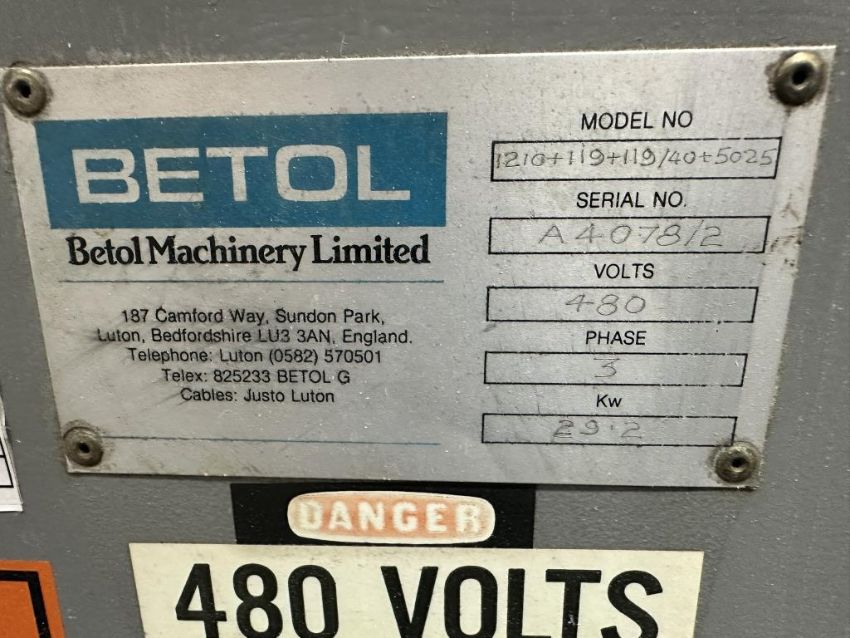 BETOL
Betol Machinery Limited
187 Camford Way, Sundon Park,
Luton, Bedfordshire LU3 3AN, England.
Telephone: Luton (0582) 570501
Telex: 825233 BETOL G
Cables: Justo Luton
MODEL NO
1210+119+119/40+5025
SERIAL NO.
A4078/2
VOLTS
480
PHASE
3
Kw
29.2
DANGER
480 VOLTS